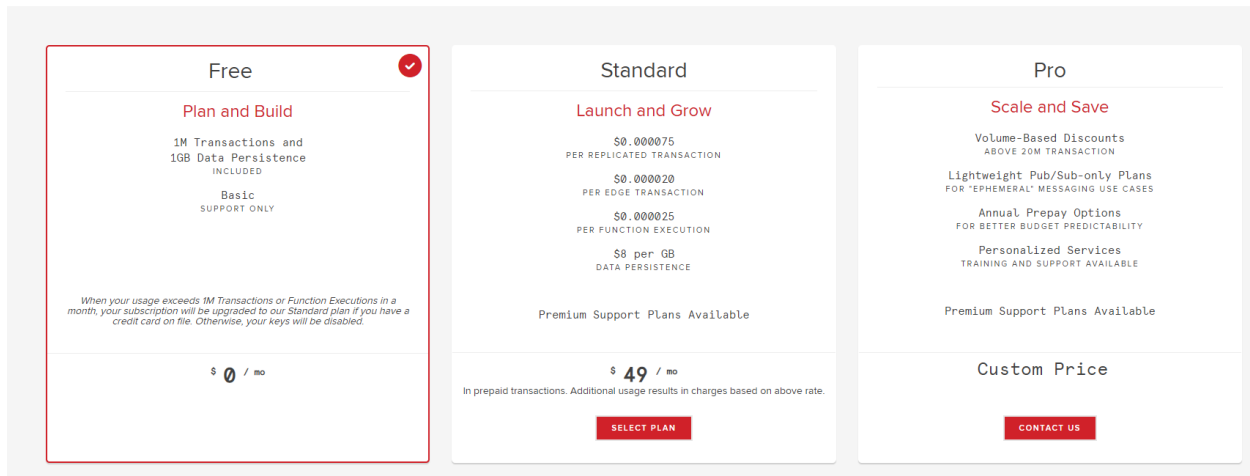 Free
Plan and Build
1M Transactions and
1GB Data Persistence
INCLUDED
Basic
SUPPORT ONLY
When your usage exceeds 1M Transactions or Function Executions in a
month, your subscription will be upgraded to our Standard plan if you have a
credit card on file. Otherwise, your keys will be disabled.
$ 0 / mo
Standard
Launch and Grow
$0.000075
PER REPLICATED TRANSACTION
$0.000020
PER EDGE TRANSACTION
$0.000025
PER FUNCTION EXECUTION
$8 per GB
DATA PERSISTENCE
Premium Support Plans Available
$ 49 / mo
In prepaid transactions. Additional usage results in charges based on above rate.
SELECT PLAN
Pro
Scale and Save
Volume-Based Discounts
ABOVE 20M TRANSACTION
Lightweight Pub/Sub-only Plans
FOR "EPHEMERAL" MESSAGING USE CASES
Annual Prepay Options
FOR BETTER BUDGET PREDICTABILITY
Personalized Services
TRAINING AND SUPPORT AVAILABLE
Premium Support Plans Available
Custom Price
CONTACT US